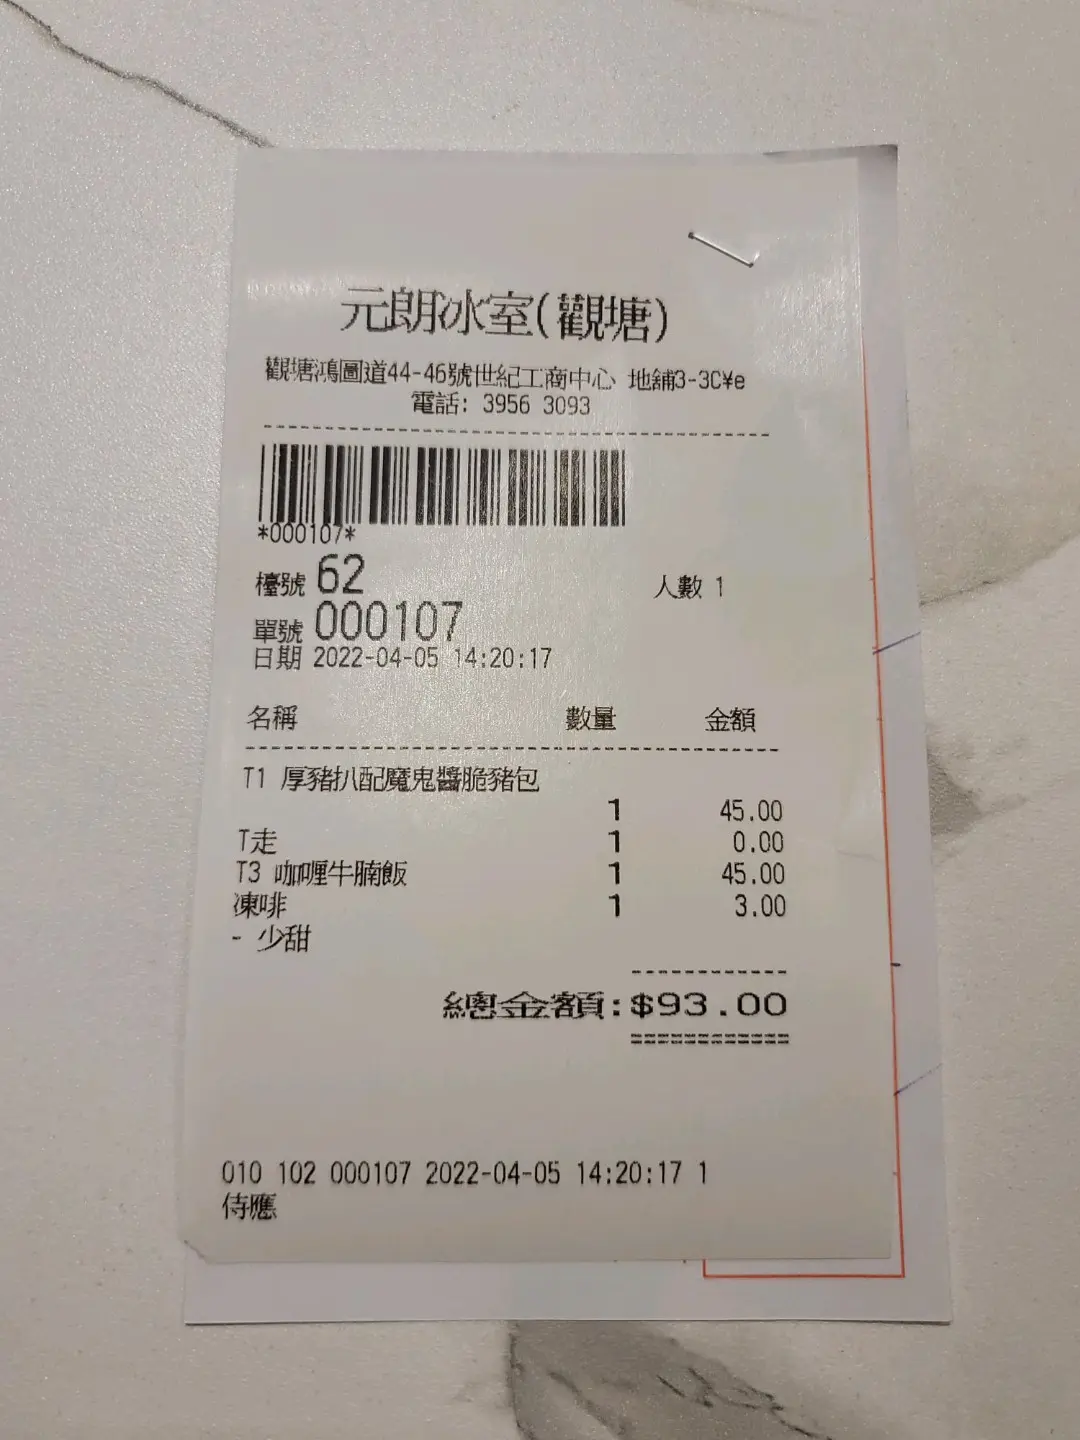 元朗冰室(觀塘)
觀塘鴻圖道44-46號世紀工商中心 地舖3-3C¥e
電話: 3956 3093
*000107*
檯號 62 人數 1
單號 000107
日期 2022-04-05 14:20:17
名稱 數量 金額
T1 厚豬扒配魔鬼醬脆豬包
1 45.00
T走 1 0.00
T3 咖喱牛腩飯 1 45.00
凍啡 1 3.00
- 少甜
總金額:$93.00
010 102 000107 2022-04-05 14:20:17 1
侍應